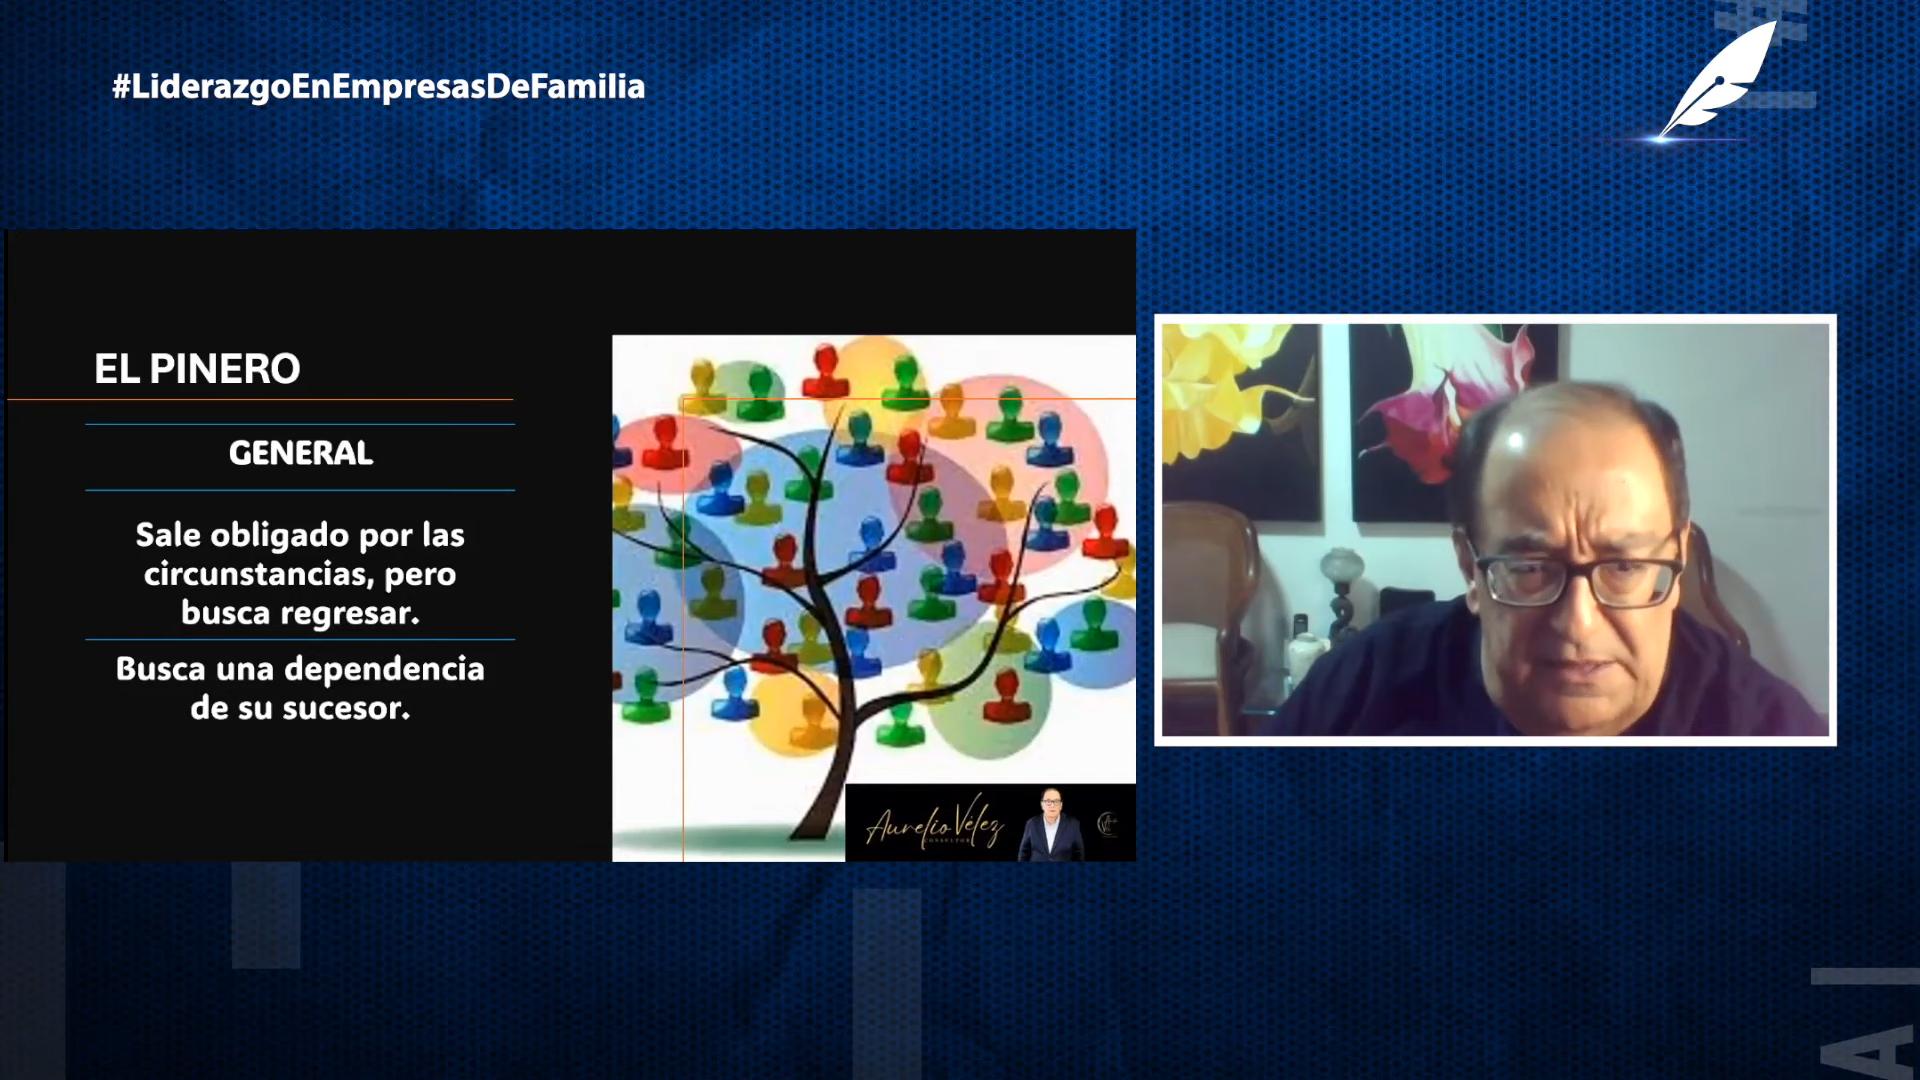 #LiderazgoEnEmpresasDeFamilia
EL PINERO
GENERAL
Sale obligado por las
circunstancias, pero
busca regresar.
Busca una dependencia
de su sucesor.
Aurelio Vélez
CONSULTOR
A